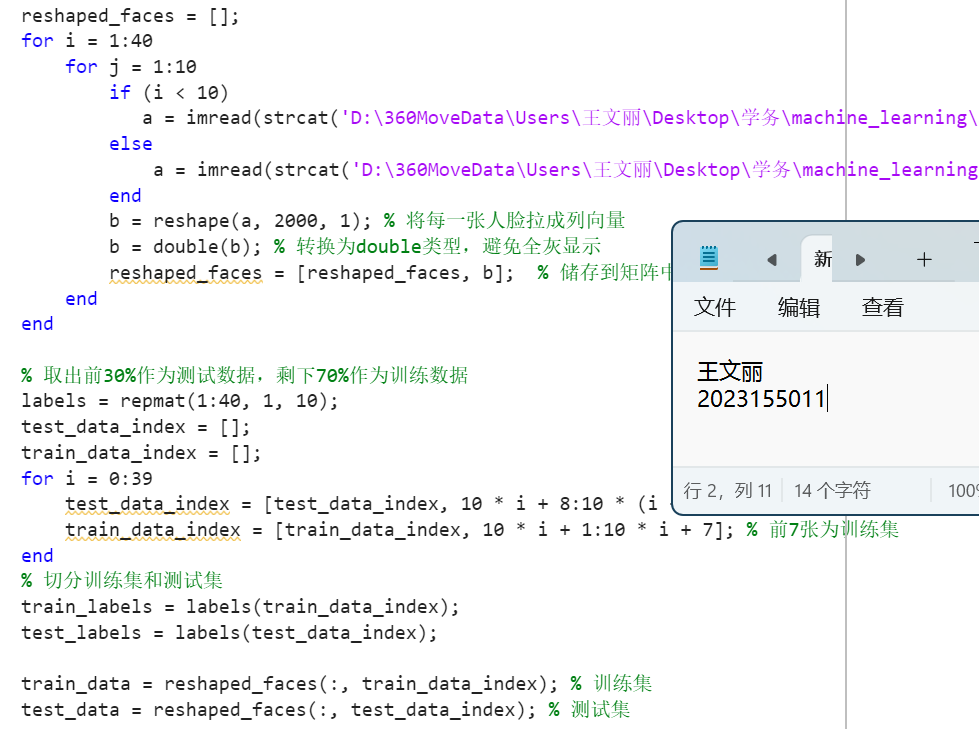 reshaped_faces = [];
for i = 1:40
for j = 1:10
if (i < 10)
a = imread(strcat('D:\360MoveData\Users\王文丽\Desktop\学务\machine_learning\
else
a = imread(strcat('D:\360MoveData\Users\王文丽\Desktop\学务\machine_learning
end
b = reshape(a, 2000, 1); % 将每一张人脸拉成列向量
b = double(b); % 转换为double类型，避免全灰显示
reshaped_faces = [reshaped_faces, b]; % 储存到矩阵中
end
end
% 取出前30%作为测试数据，剩下70%作为训练数据
labels = repmat(1:40, 1, 10);
test_data_index = [];
train_data_index = [];
for i = 0:39
test_data_index = [test_data_index, 10 * i + 8:10 * (i
train_data_index = [train_data_index, 10 * i + 1:10 * i + 7]; % 前7张为训练集
end
% 切分训练集和测试集
train_labels = labels(train_data_index);
test_labels = labels(test_data_index);
train_data = reshaped_faces(:, train_data_index); % 训练集
test_data = reshaped_faces(:, test_data_index); % 测试集
新
文件 编辑 查看
王文丽
2023155011
行 2，列 11 14 个字符 100%